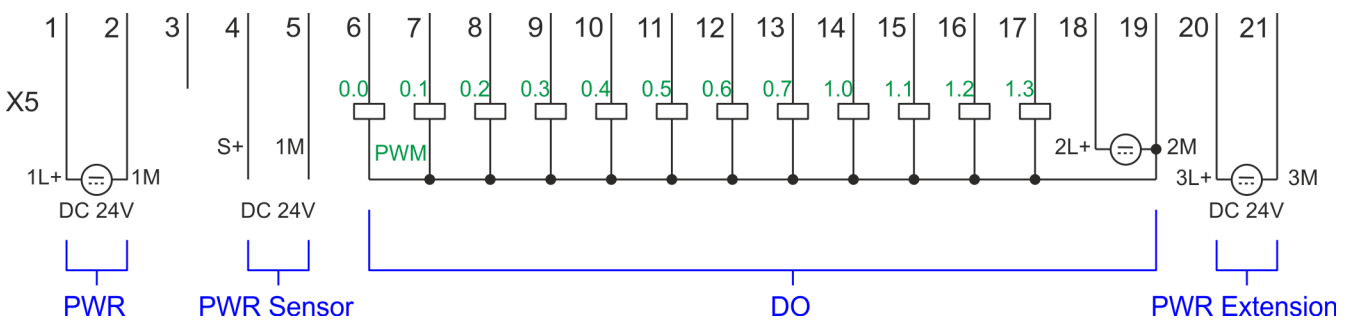 1 2 3 4 5 6 7 8 9 10 11 12 13 14 15 16 17 18 19 20 21
0.0 0.1 0.2 0.3 0.4 0.5 0.6 0.7 1.0 1.1 1.2 1.3
X5
S+ 1M PWM 2L+ 2M
1L+ 1M 3L+ 3M
DC 24V DC 24V DC 24V
PWR PWR Sensor DO PWR Extension